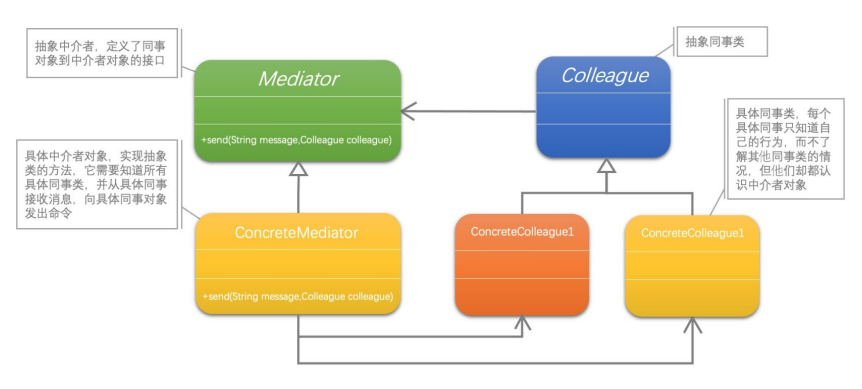 抽象中介者，定义了同事
对象到中介者对象的接口
Mediator
+send(String message,Colleague colleague)
Colleague
抽象同事类
具体同事类，每个
具体同事只知道自
己的行为，而不了
解其他同事类的情
况，但他们却都认
识中介者对象
具体中介者对象，实现抽象
类的方法，它需要知道所有
具体同事类，并从具体同事
接收消息，向具体同事对象
发出命令
ConcreteMediator
+send(String message,Colleague colleague)
ConcreteColleague1
ConcreteColleague1